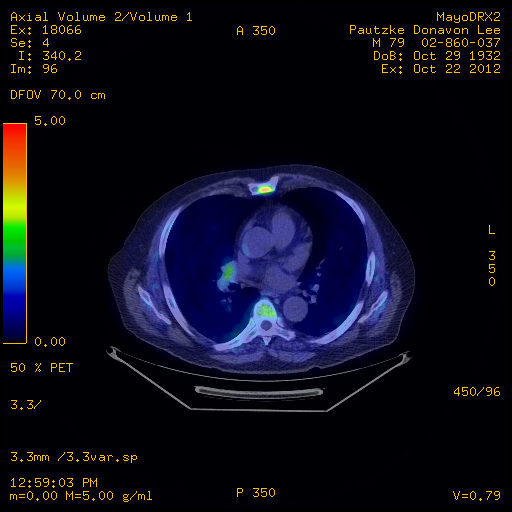 Axial Volume 2/Volume 1
Ex: 18066
Se: 4
I: 340.2
Im: 96
DFOV 70.0 cm
5.00
A 350
MayoDRX2
Pautzke Donavon Lee
M 79 02-860-037
DoB: Oct 29 1932
Ex: Oct 22 2012
L
3
5
0
0.00
50 % PET
3.3/
450/96
3.3mm /3.3var.sp
12:59:03 PM
m=0.00 M=5.00 g/ml
P 350
V=0.79